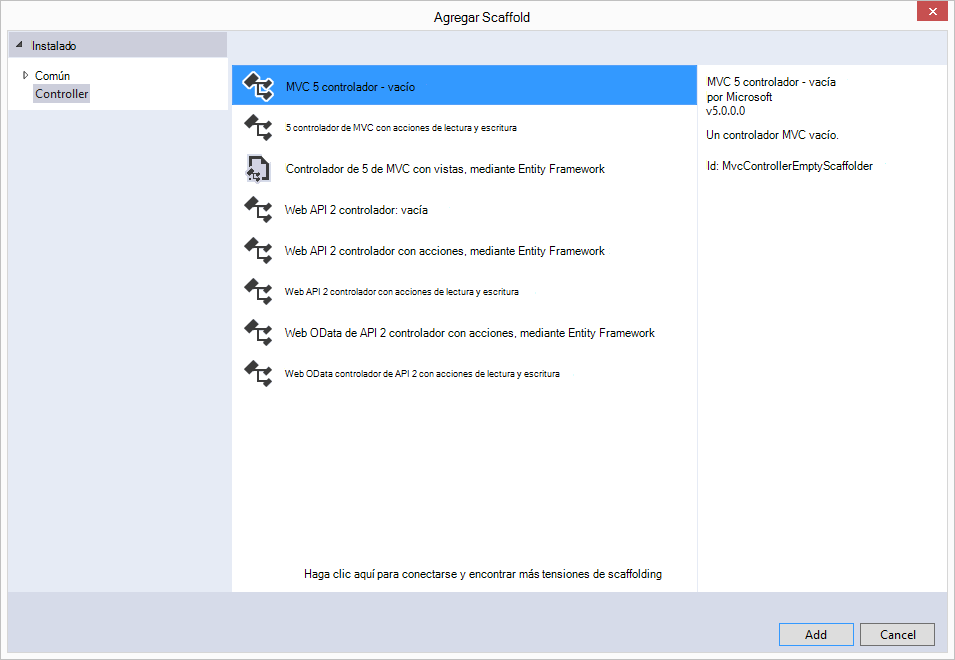 Agregar Scaffold
Instalado
Común
Controller
MVC 5 controlador - vacío
5 controlador de MVC con acciones de lectura y escritura
Controlador de 5 de MVC con vistas, mediante Entity Framework
Web API 2 controlador: vacía
Web API 2 controlador con acciones, mediante Entity Framework
Web API 2 controlador con acciones de lectura y escritura
Web OData de API 2 controlador con acciones, mediante Entity Framework
Web OData controlador de API 2 con acciones de lectura y escritura
Haga clic aquí para conectarse y encontrar más tensiones de scaffolding
MVC 5 controlador - vacía
por Microsoft
v5.0.0.0
Un controlador MVC vacío.
Id: MvcControllerEmptyScaffolder
Add
Cancel